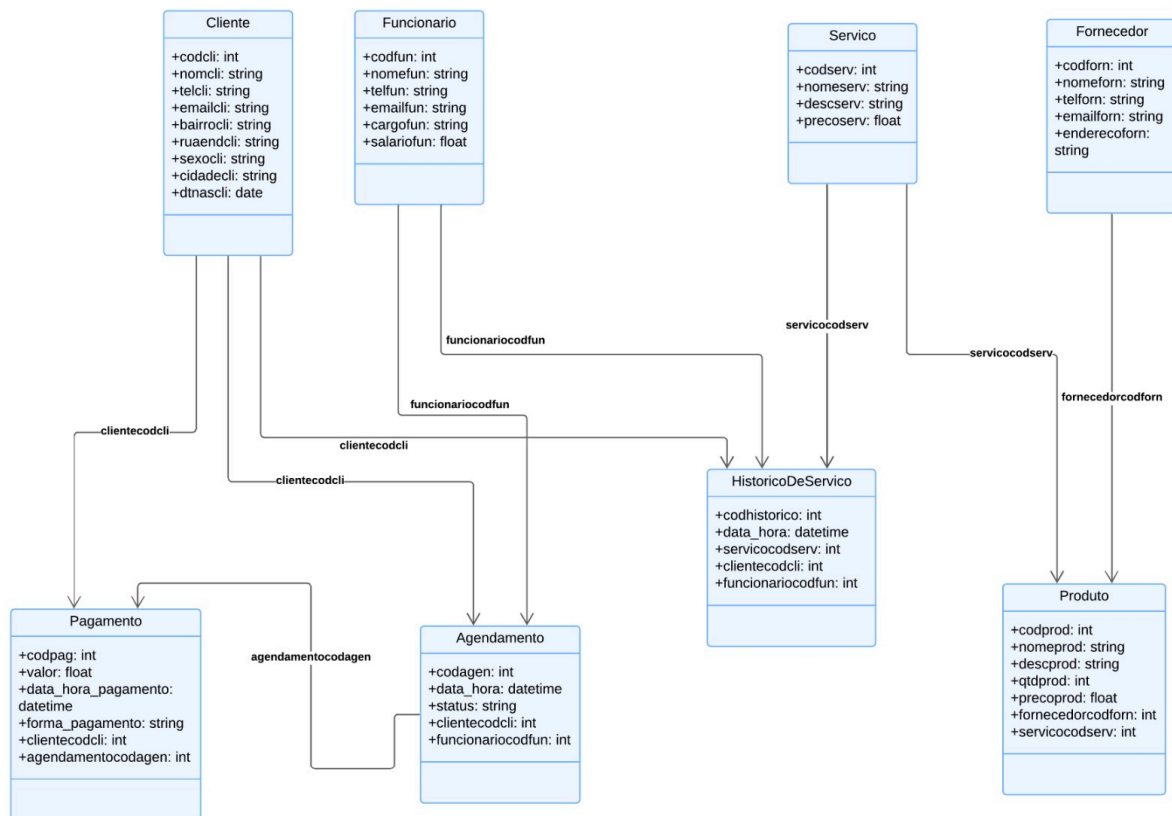 Cliente
+codcli: int
+nomcli: string
+telcli: string
+emailcli: string
+bairrocli: string
+ruaendcli: string
+sexocli: string
+cidadecli: string
+dtnascli: date
Funcionario
+codfun: int
+nomefun: string
+telfun: string
+emailfun: string
+cargofun: string
+salariofun: float
Servico
+codserv: int
+nomeserv: string
+descserv: string
+precoserv: float
Fornecedor
+codforn: int
+nomeforn: string
+telforn: string
+emailforn: string
+enderecoforn:
string
servicocodserv
funcionariocodfun
servicocodserv
fornecedorcodforn
funcionariocodfun
clientecodcli
clientecodcli
clientecodcli
HistoricoDeServico
+codhistorico: int
+data_hora: datetime
+servicocodserv: int
+clientecodcli: int
+funcionariocodfun: int
Pagamento
+codpag: int
+valor: float
+data_hora_pagamento:
datetime
+forma_pagamento: string
+clientecodcli: int
+agendamentocodagen: int
agendamentocodagen
Agendamento
+codagen: int
+data_hora: datetime
+status: string
+clientecodcli: int
+funcionariocodfun: int
Produto
+codprod: int
+nomeprod: string
+descprod: string
+qtdprod: int
+precoprod: float
+fornecedorcodforn: int
+servicocodserv: int